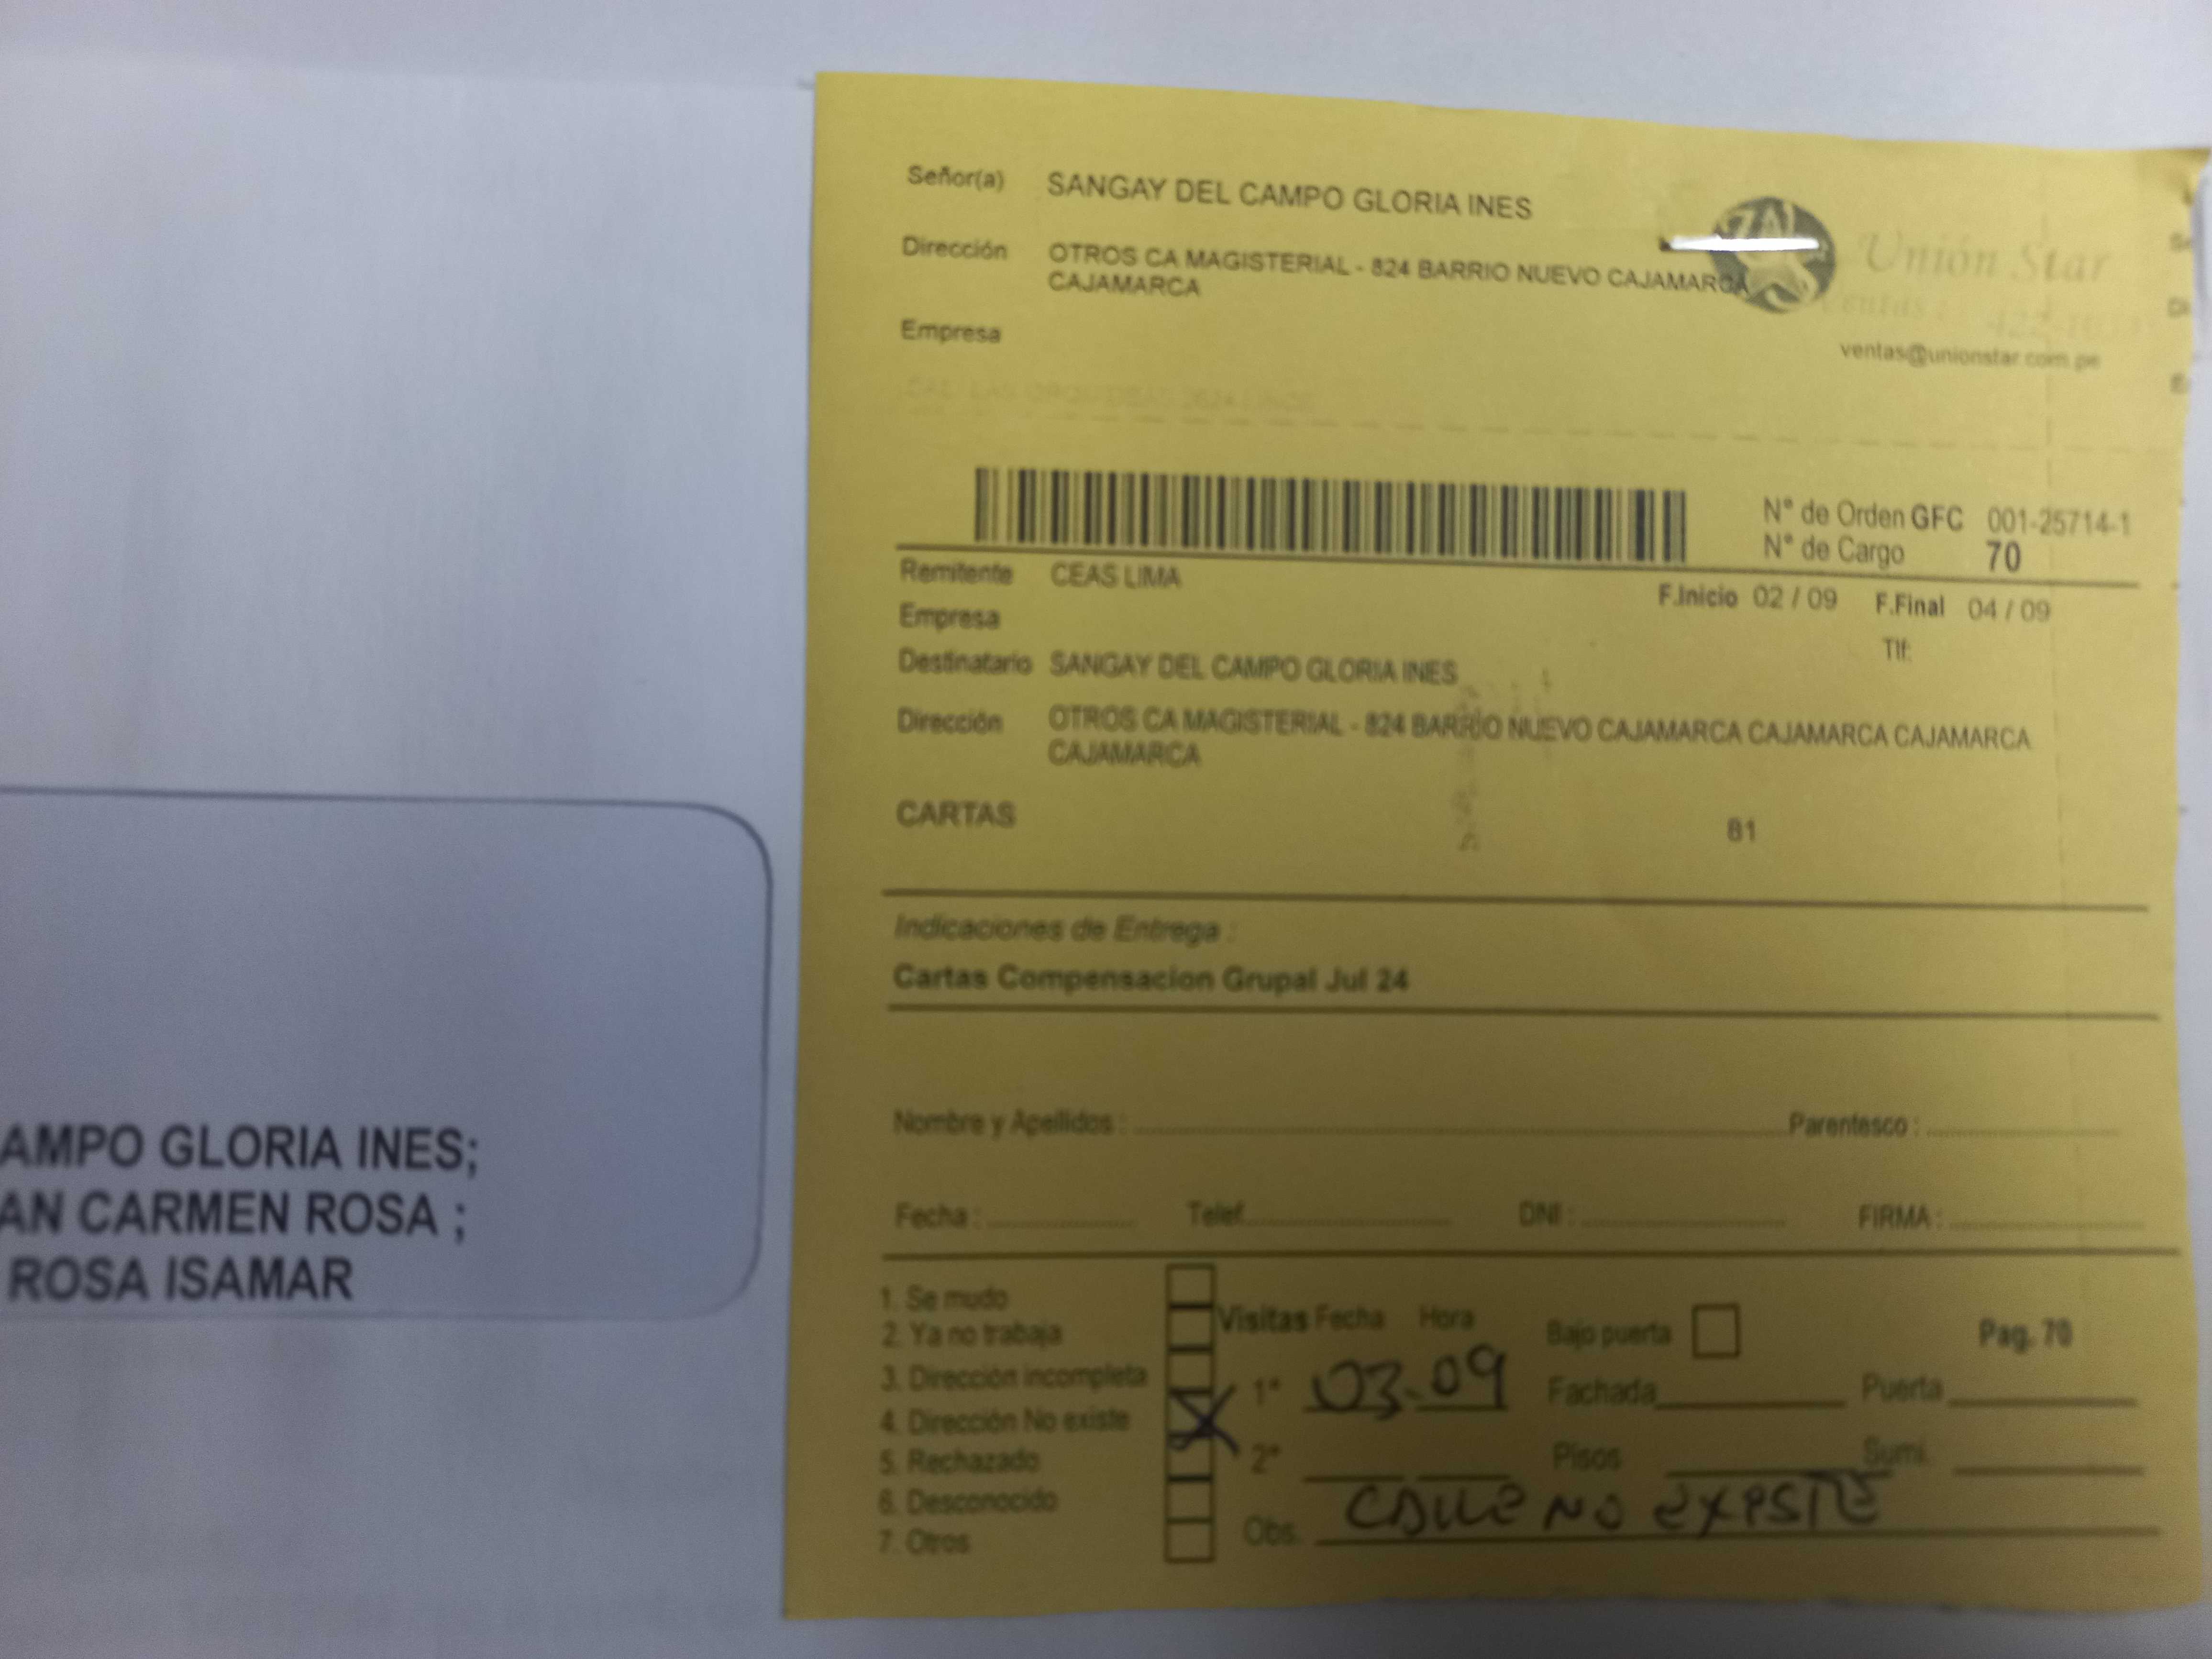 AMPO GLORIA INES;
AN CARMEN ROSA ;
ROSA ISAMAR
Señor(a) SANGAY DEL CAMPO GLORIA INES
Dirección OTROS CA MAGISTERIAL - 824 BARRIO NUEVO CAJAMARCA
CAJAMARCA
Empresa
Unión Star
ventas@unionstar.com.pe
N° de Orden GFC 001-25714-1
N° de Cargo 70
Remitente CEAS LIMA
F.Inicio 02 / 09 F.Final 04 / 09
Empresa
Tlf:
Destinatario SANGAY DEL CAMPO GLORIA INES
Dirección OTROS CA MAGISTERIAL - 824 BARRIO NUEVO CAJAMARCA CAJAMARCA CAJAMARCA
CAJAMARCA
CARTAS 81
Indicaciones de Entrega :
Cartas Compensacion Grupal Jul 24
Nombre y Apellidos : Parentesco :
Fecha : Telef. DNI : FIRMA :
1. Se mudo
2. Ya no trabaja
3. Dirección incompleta
4. Dirección No existe
5. Rechazado
6. Desconocido
7. Otros
Visitas Fecha Hora Bajo puerta Pag. 70
1ª 03-09 Fachada Puerta
2ª Pisos Sumi.
Obs. CALLE NO EXISTE